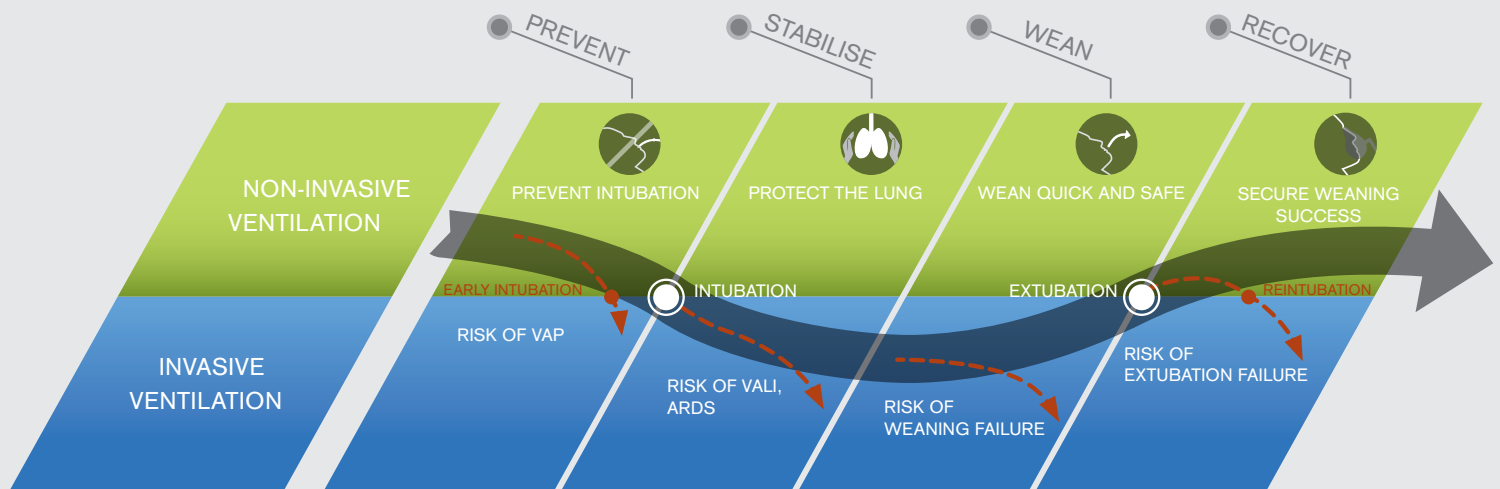 PREVENT
STABILISE
WEAN
RECOVER
NON-INVASIVE
VENTILATION
PREVENT INTUBATION
PROTECT THE LUNG
WEAN QUICK AND SAFE
SECURE WEANING
SUCCESS
EARLY INTUBATION
INTUBATION
EXTUBATION
REINTUBATION
INVASIVE
VENTILATION
RISK OF VAP
RISK OF VALI,
ARDS
RISK OF
WEANING FAILURE
RISK OF
EXTUBATION FAILURE